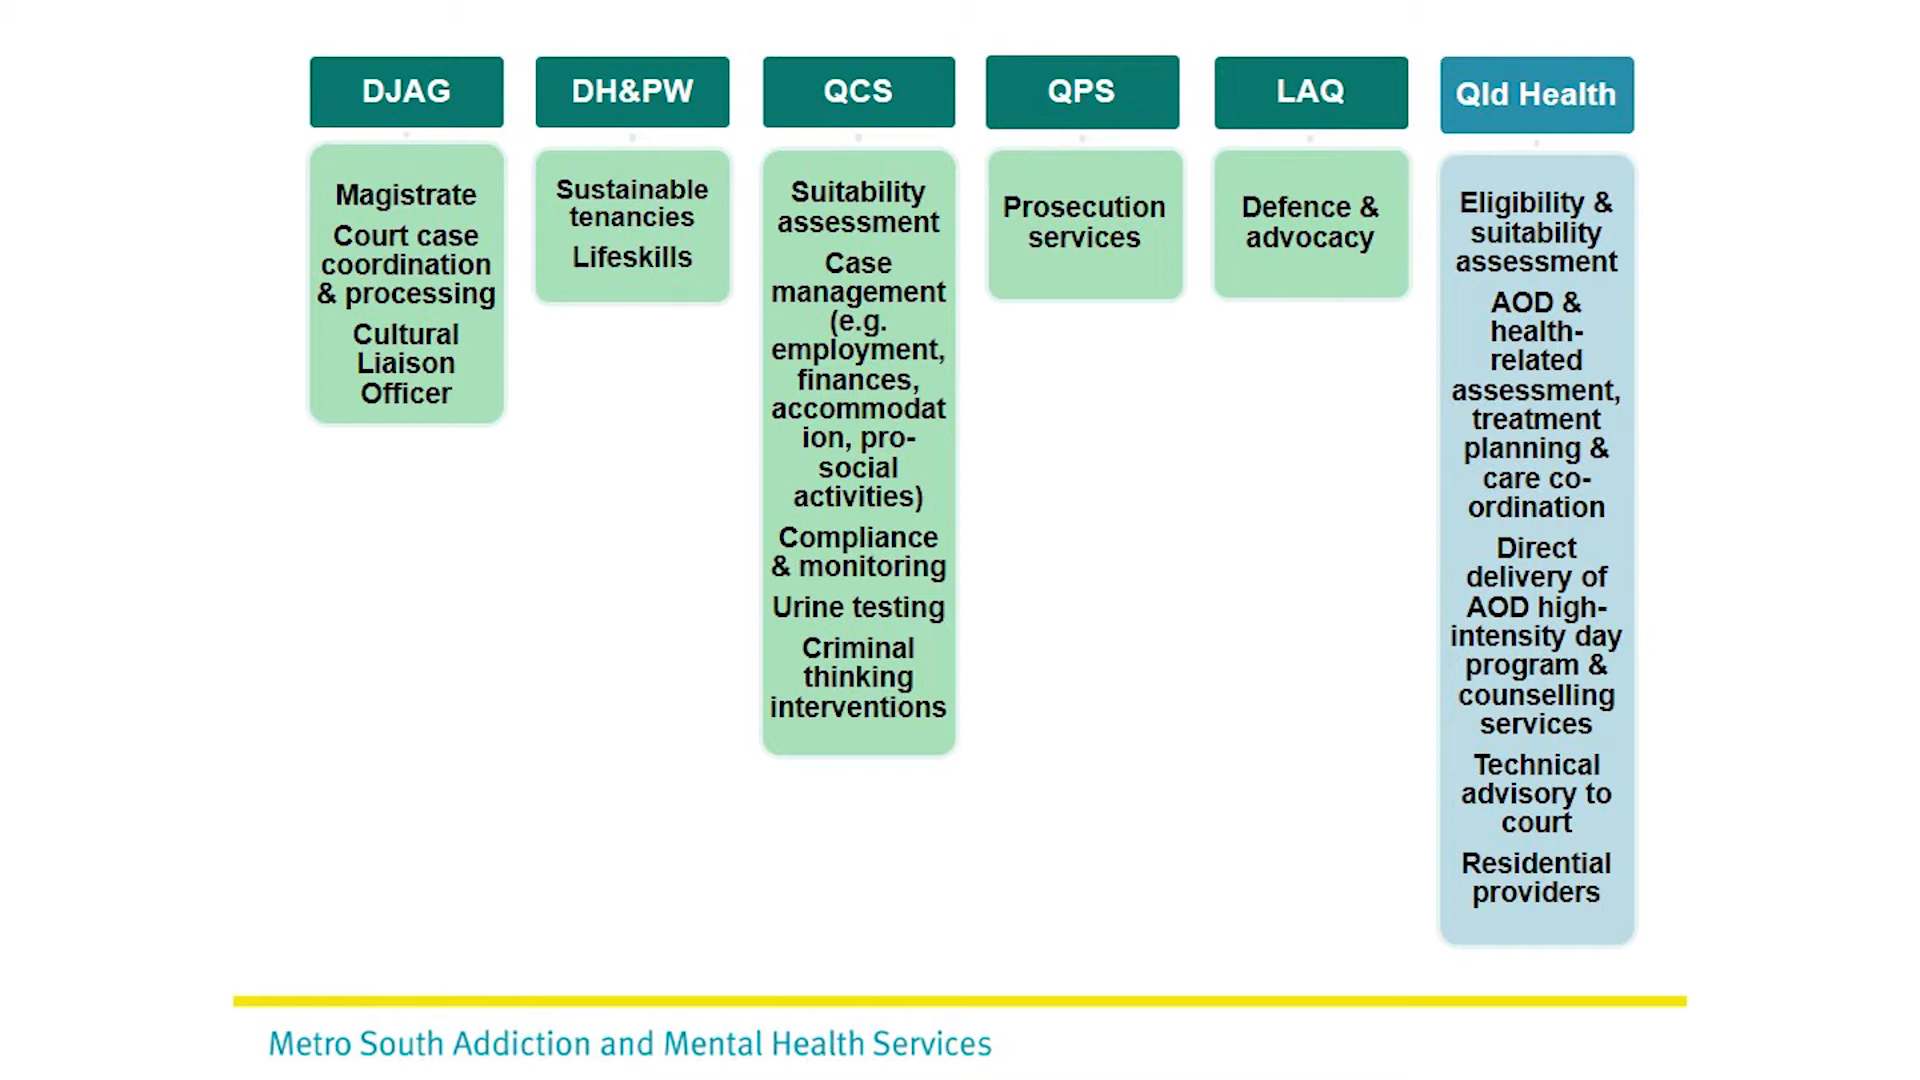 DJAG
Magistrate
Court case
coordination
& processing
Cultural
Liaison
Officer
DH&PW
Sustainable
tenancies
Lifeskills
QCS
Suitability
assessment
Case
management
(e.g.
employment,
finances,
accommodat
ion, pro-
social
activities)
Compliance
& monitoring
Urine testing
Criminal
thinking
interventions
QPS
Prosecution
services
LAQ
Defence &
advocacy
Qld Health
Eligibility &
suitability
assessment
AOD &
health-
related
assessment,
treatment
planning &
care co-
ordination
Direct
delivery of
AOD high-
intensity day
program &
counselling
services
Technical
advisory to
court
Residential
providers
Metro South Addiction and Mental Health Services